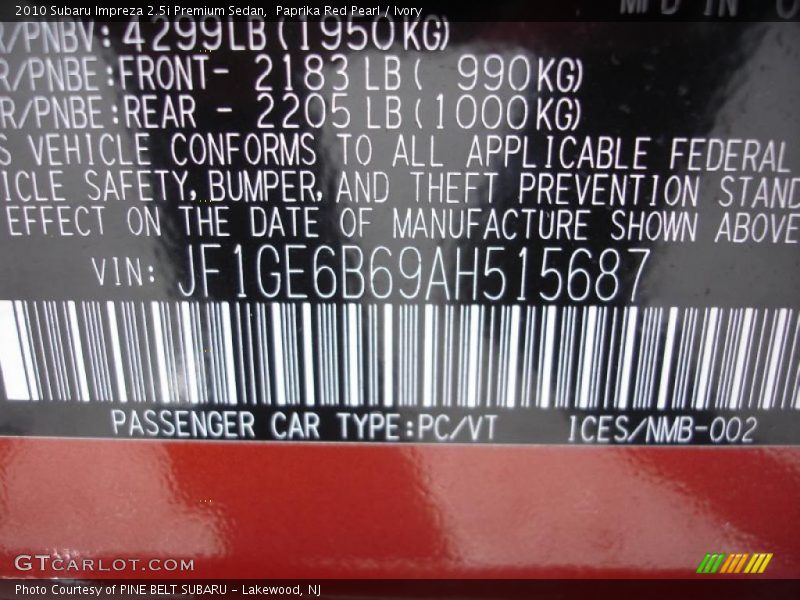 2010 Subaru Impreza 2.5i Premium Sedan, Paprika Red Pearl / Ivory
MFD IN
R/PNBV: 4299LB(1950KG)
R/PNBE:FRONT- 2183 LB( 990KG)
R/PNBE:REAR - 2205 LB(1000KG)
S VEHICLE CONFORMS TO ALL APPLICABLE FEDERAL
ICLE SAFETY, BUMPER, AND THEFT PREVENTION STAND
EFFECT ON THE DATE OF MANUFACTURE SHOWN ABOVE
VIN: JF1GE6B69AH515687
PASSENGER CAR TYPE:PC/VT ICES/NMB-002
GTCARLOT.COM
Photo Courtesy of PINE BELT SUBARU - Lakewood, NJ